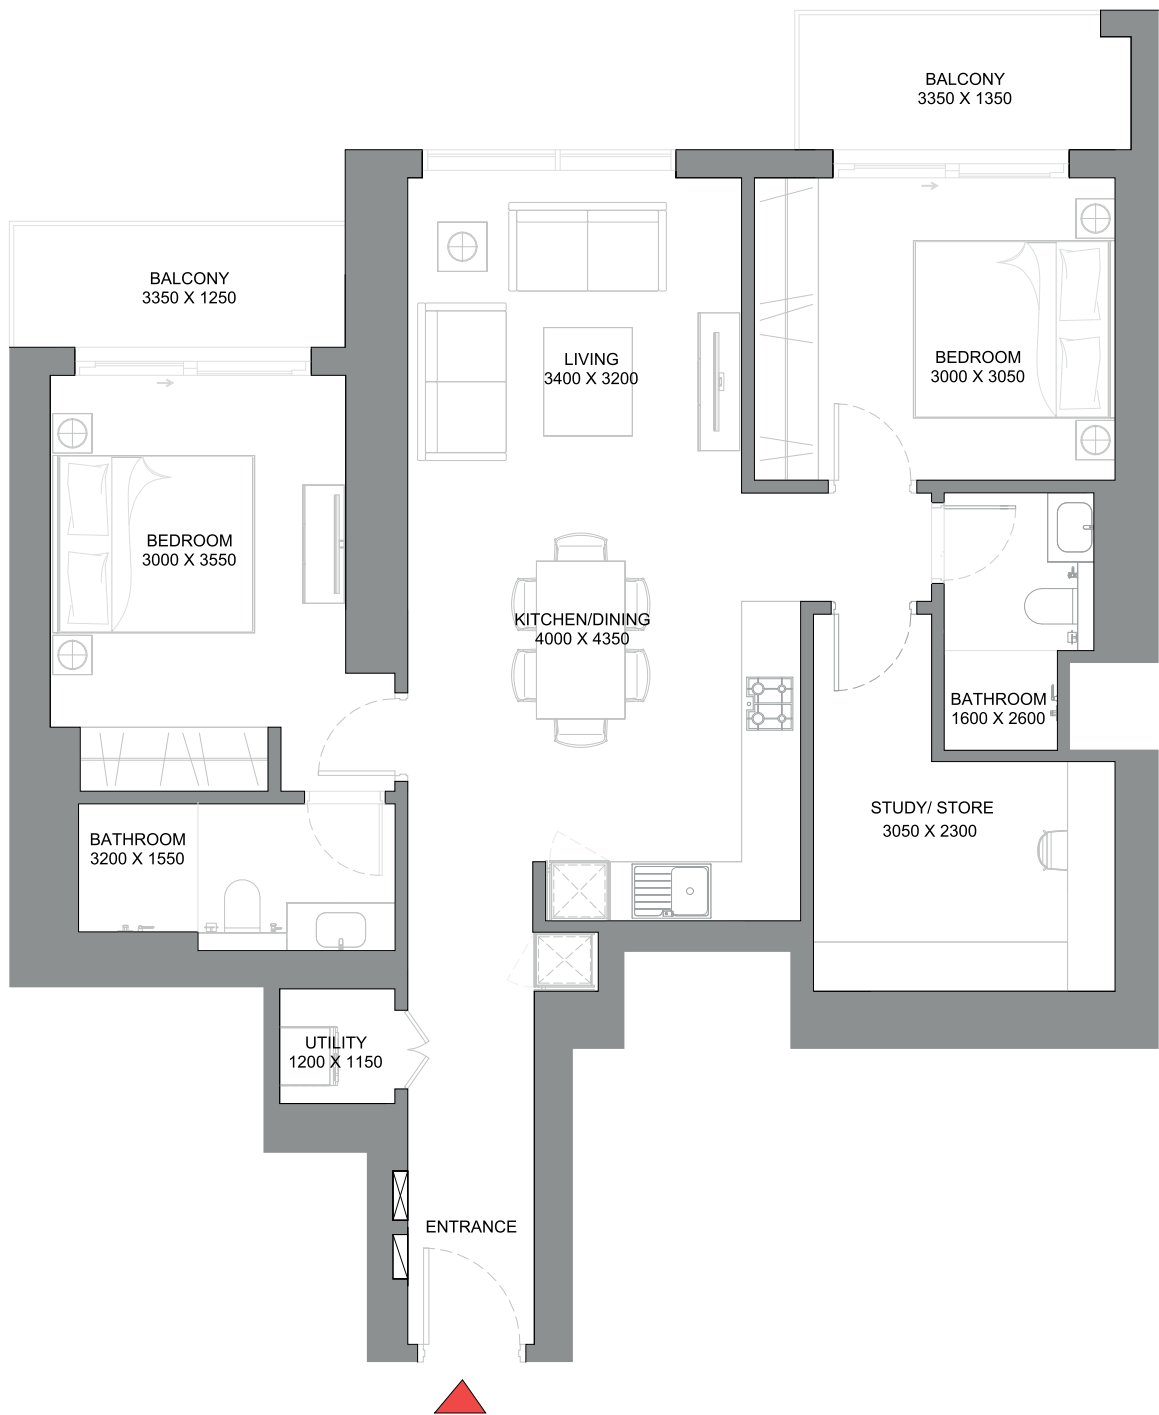 BALCONY
3350 X 1350
BALCONY
3350 X 1250
LIVING
3400 X 3200
BEDROOM
3000 X 3050
BEDROOM
3000 X 3550
KITCHEN/DINING
4000 X 4350
BATHROOM
1600 X 2600
STUDY/ STORE
3050 X 2300
BATHROOM
3200 X 1550
UTILITY
1200 X 1150
ENTRANCE